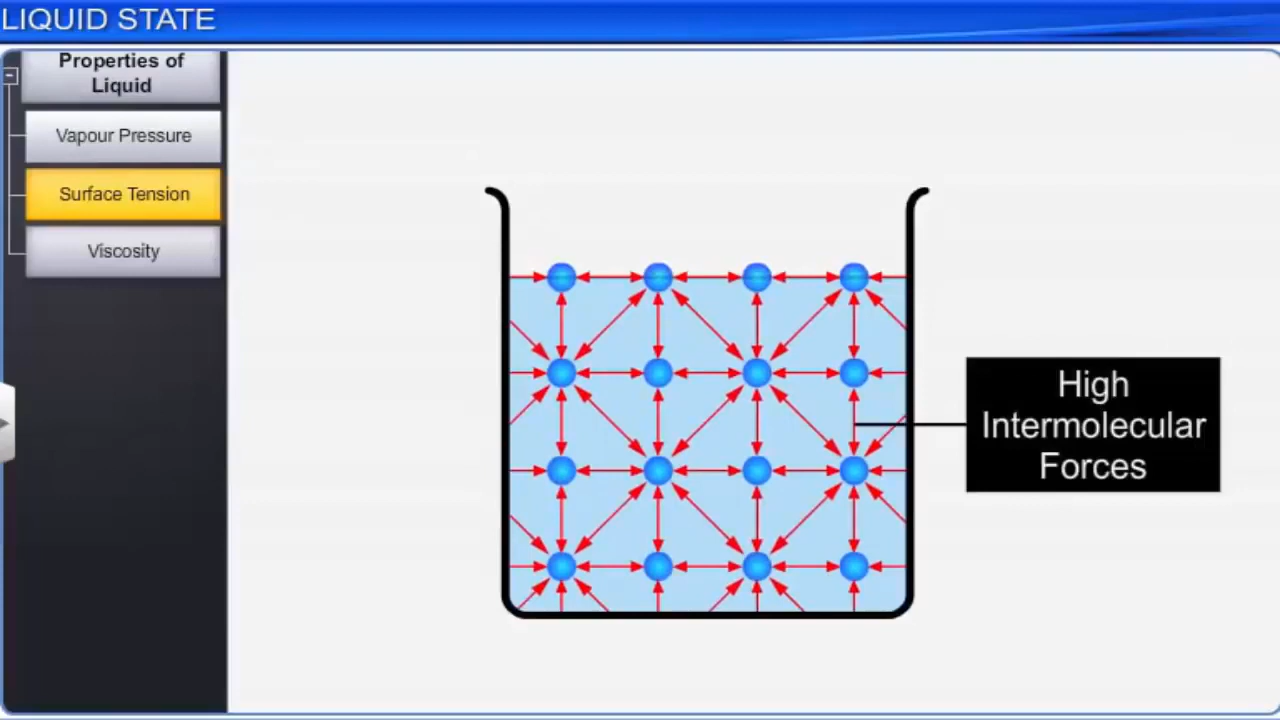 LIQUID STATE
Properties of
Liquid
Vapour Pressure
Surface Tension
Viscosity
High
Intermolecular
Forces